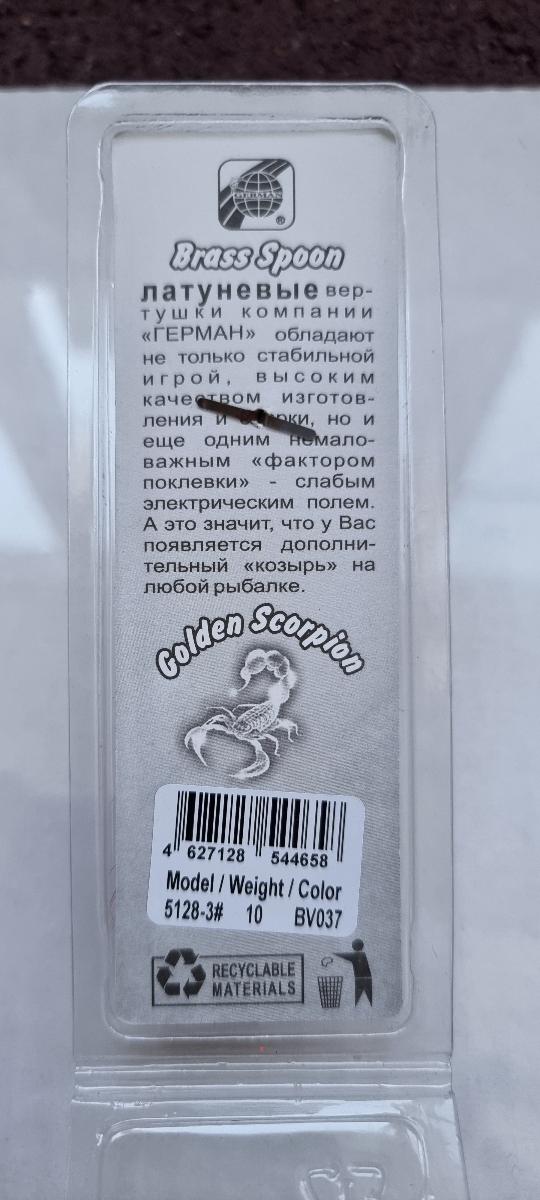 GERMAN
®
Brass Spoon
латуневые вер-
тушки компании
«ГЕРМАН» обладают
не только стабильной
игрой, высоким
качеством изготов-
ления и но и
еще одним немало-
важным «фактором
поклевки» - слабым
электрическим полем.
А это значит, что у Вас
появляется дополни-
тельный «козырь» на
любой рыбалке.
Golden Scorpion
4 627128 544658
Model / Weight / Color
5128-3# 10 BV037
RECYCLABLE
MATERIALS